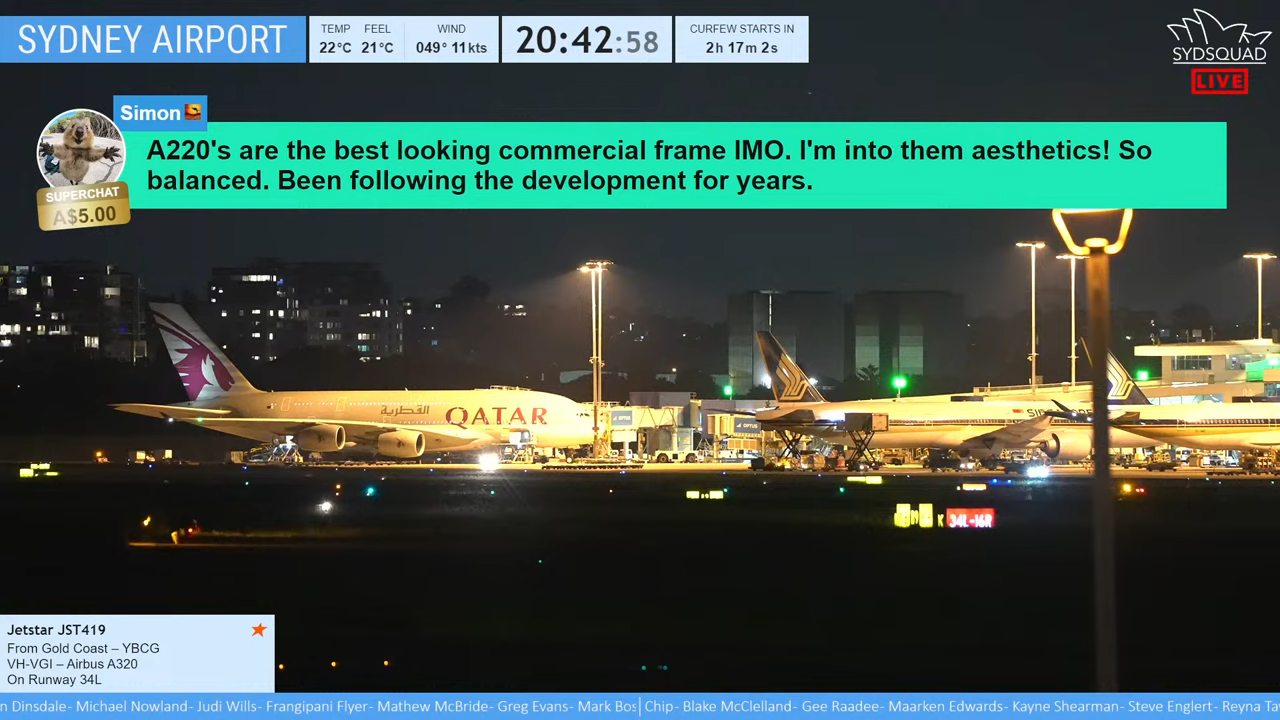 SYDNEY AIRPORT
TEMP FEEL WIND
22°C 21°C 049° 11kts
20:42:58
CURFEW STARTS IN
2h 17m 2s
SYDSQUAD
LIVE
Simon
A220's are the best looking commercial frame IMO. I'm into them aesthetics! So
balanced. Been following the development for years.
SUPERCHAT
A$5.00
القطرية QATAR
OPTUS
OPTUS
K 34L-16R
Jetstar JST419
From Gold Coast – YBCG
VH-VGI – Airbus A320
On Runway 34L
n Dinsdale- Michael Nowland- Judi Wills- Frangipani Flyer- Mathew McBride- Greg Evans- Mark Bos Chip- Blake McClelland- Gee Raadee- Maarken Edwards- Kayne Shearman- Steve Englert- Reyna Ta